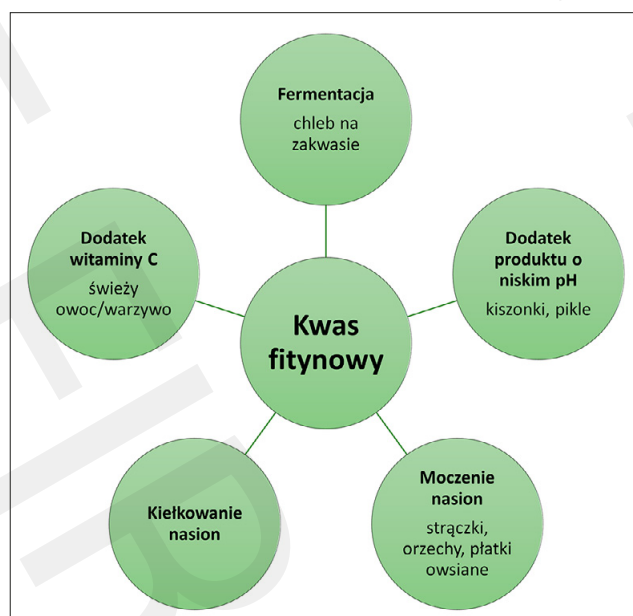 Fermentacja
chleb na
zakwasie
Dodatek
witaminy C
świeży
owoc/warzywo
Dodatek
produktu o
niskim pH
kiszonki, pikle
Kwas
fitynowy
Kiełkowanie
nasion
Moczenie
nasion
strączki,
orzechy, płatki
owsiane